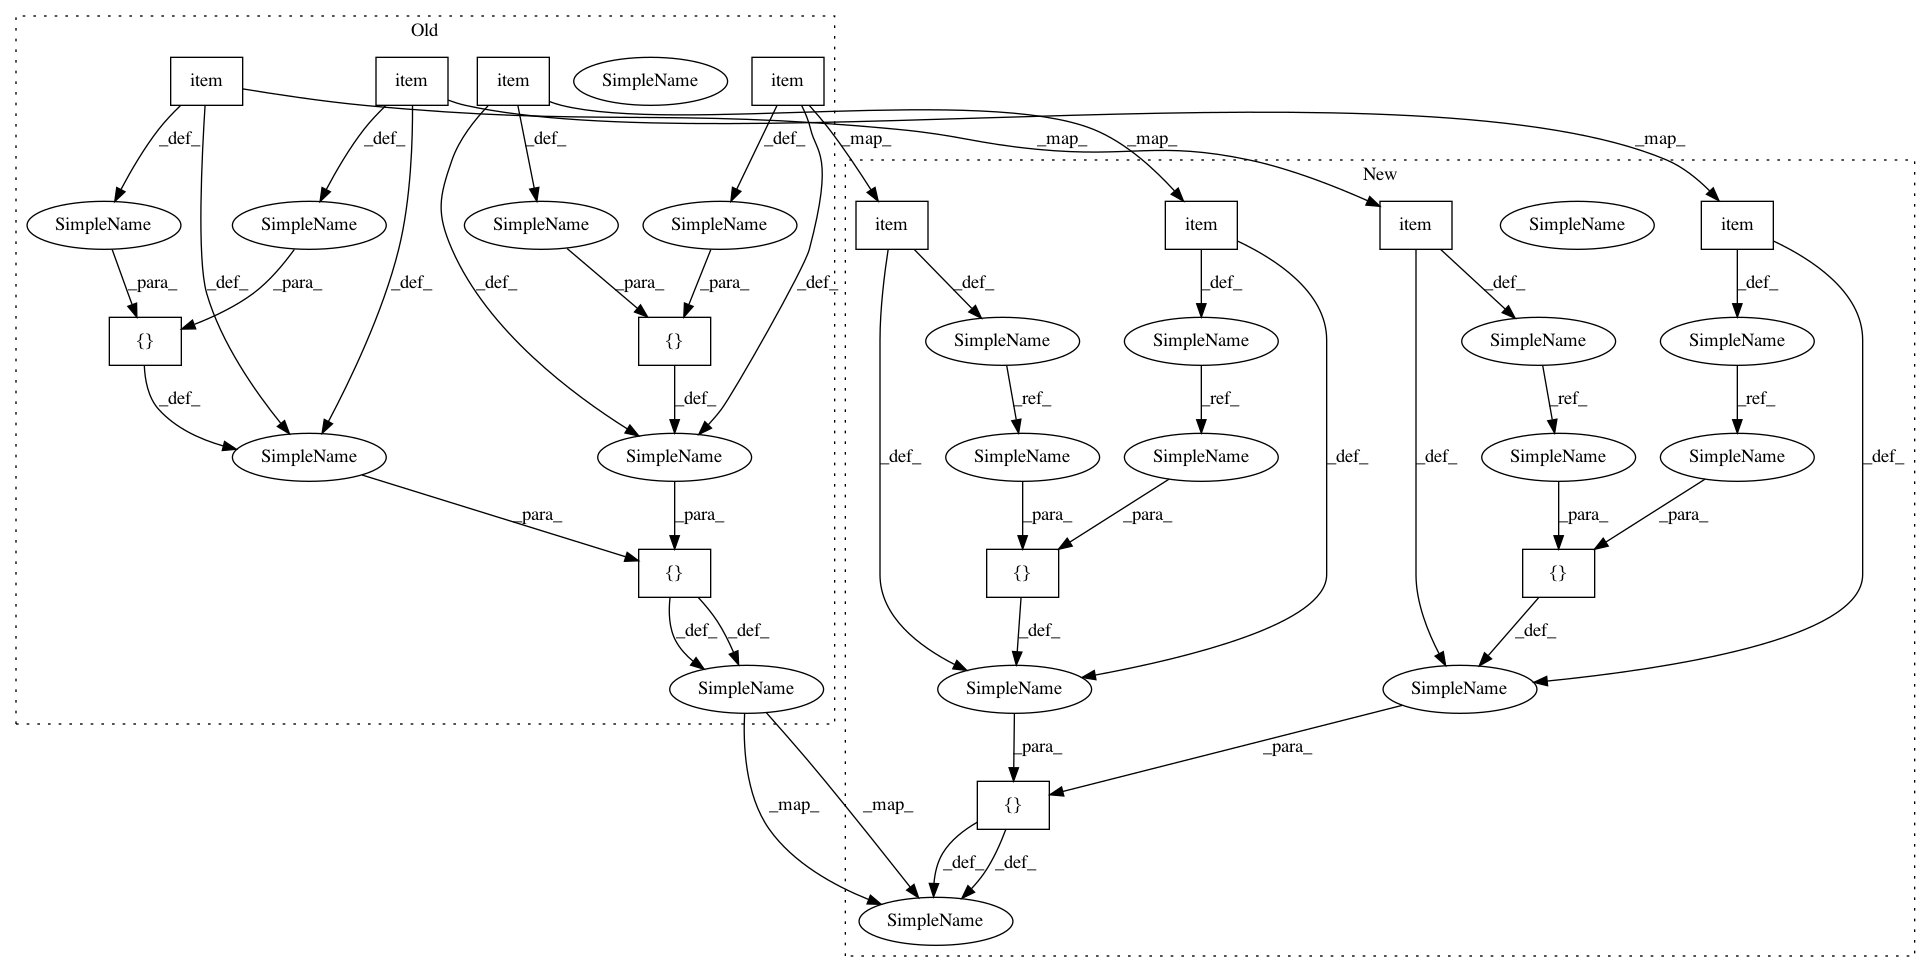 Old
item
item
item
SimpleName
item
_def_
_def_
_def_
_def_
_map_
_map_
_map_
_map_
New
SimpleName
SimpleName
SimpleName
SimpleName
item
item
item
SimpleName
item
_para_
_def_
_para_
_def_
_def_
_para_
_para_
_def_
_def_
_def_
_def_
_def_
{}
{}
SimpleName
SimpleName
SimpleName
SimpleName
_def_
_def_
_ref_
_ref_
_ref_
_ref_
SimpleName
SimpleName
_def_
SimpleName
SimpleName
_def_
_def_
SimpleName
SimpleName
_def_
_para_
_para_
_para_
_para_
_para_
_para_
{}
{}
{}
_def_
_def_
_def_
_def_
SimpleName
SimpleName
SimpleName
_para_
_para_
_map_
_map_
{}
_def_
_def_
SimpleName